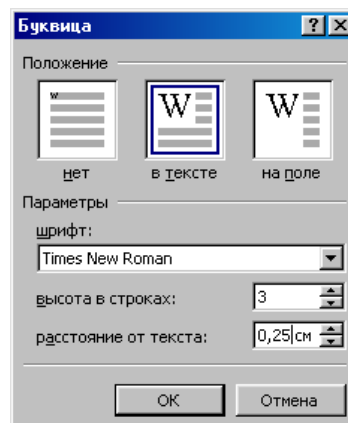 Буквица
Положение
W W W
нет в тексте на поле
Параметры
шрифт:
Times New Roman
высота в строках: 3
расстояние от текста: 0,25 см
ОК Отмена